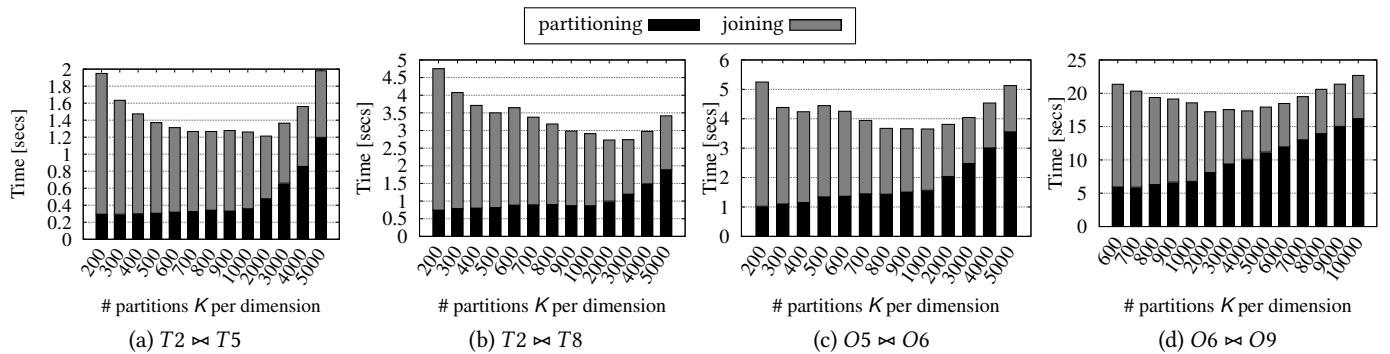 partitioning joining
Time [secs]
2
1.8
1.6
1.4
1.2
1
0.8
0.6
0.4
0.2
0
200 300 400 500 600 700 800 900 1000 2000 3000 4000 5000
# partitions K per dimension
(a) T2 ⋈ T5
Time [secs]
5
4.5
4
3.5
3
2.5
2
1.5
1
0.5
0
200 300 400 500 600 700 800 900 1000 2000 3000 4000 5000
# partitions K per dimension
(b) T2 ⋈ T8
Time [secs]
6
5
4
3
2
1
0
200 300 400 500 600 700 800 900 1000 2000 3000 4000 5000
# partitions K per dimension
(c) O5 ⋈ O6
Time [secs]
25
20
15
10
5
0
600 700 800 900 1000 2000 3000 4000 5000 6000 7000 8000 9000 10000
# partitions K per dimension
(d) O6 ⋈ O9